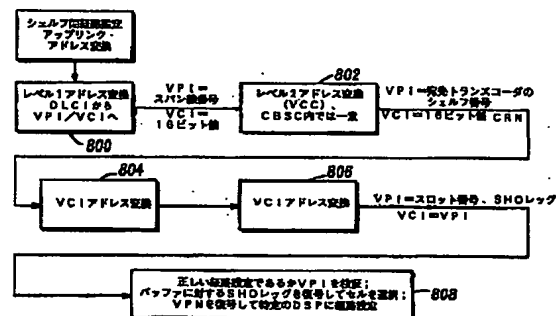 シェルフ間経路設定
アップリンク・
アドレス変換
レベル1アドレス変換
DLCIから
VPI/VCIへ
800
VPI=
スパン番号
VCI=
16ビット値
802
レベル2アドレス変換
(VCC)、
CBSC内では一定
VPI=宛先トランスコーダの
シェルフ番号
VCI=16ビット値 CRN
804
VCIアドレス変換
806
VCIアドレス変換
VPI=スロット番号、SHOレッグ
VCI=VPI
正しい経路設定であるかVPIを検証;
バッファに対するSHOレッグを復号してセルを選択;
を復号して特定のDSPに経路設定
808